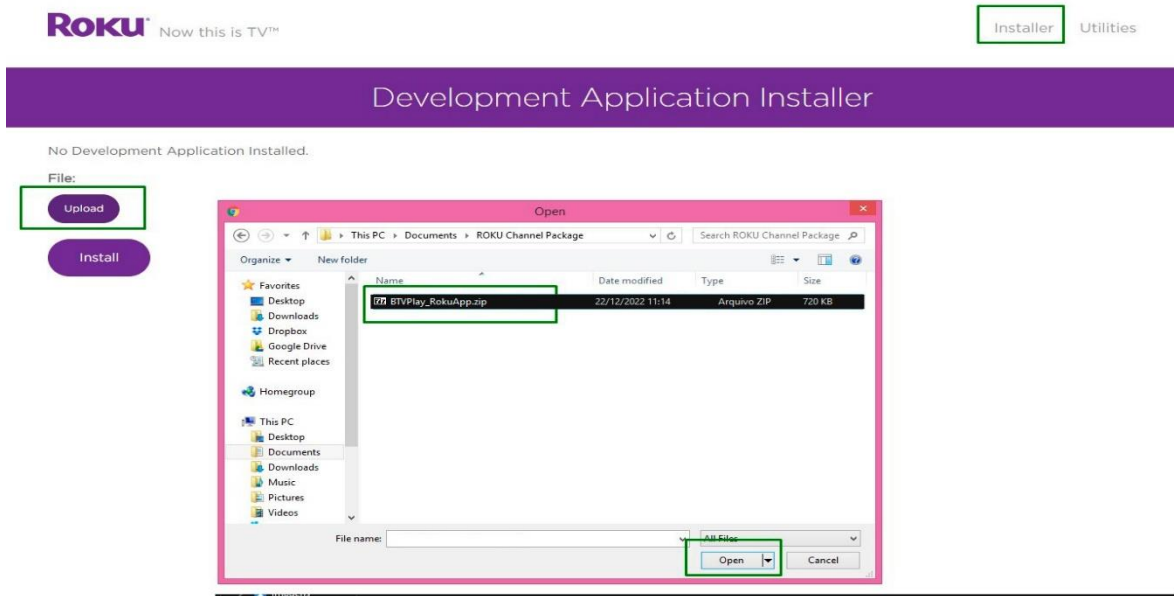 ROKU Now this is TV™
Installer Utilities
Development Application Installer
No Development Application Installed.
File:
Upload
Install
Open
This PC ▸ Documents ▸ ROKU Channel Package
Search ROKU Channel Package
Organize New folder
Name Date modified Type Size
BTVPlay_RokuApp.zip 22/12/2022 11:14 Arquivo ZIP 720 KB
Favorites
Desktop
Downloads
Dropbox
Google Drive
Recent places
Homegroup
This PC
Desktop
Documents
Downloads
Music
Pictures
Videos
File name: All Files
Open Cancel